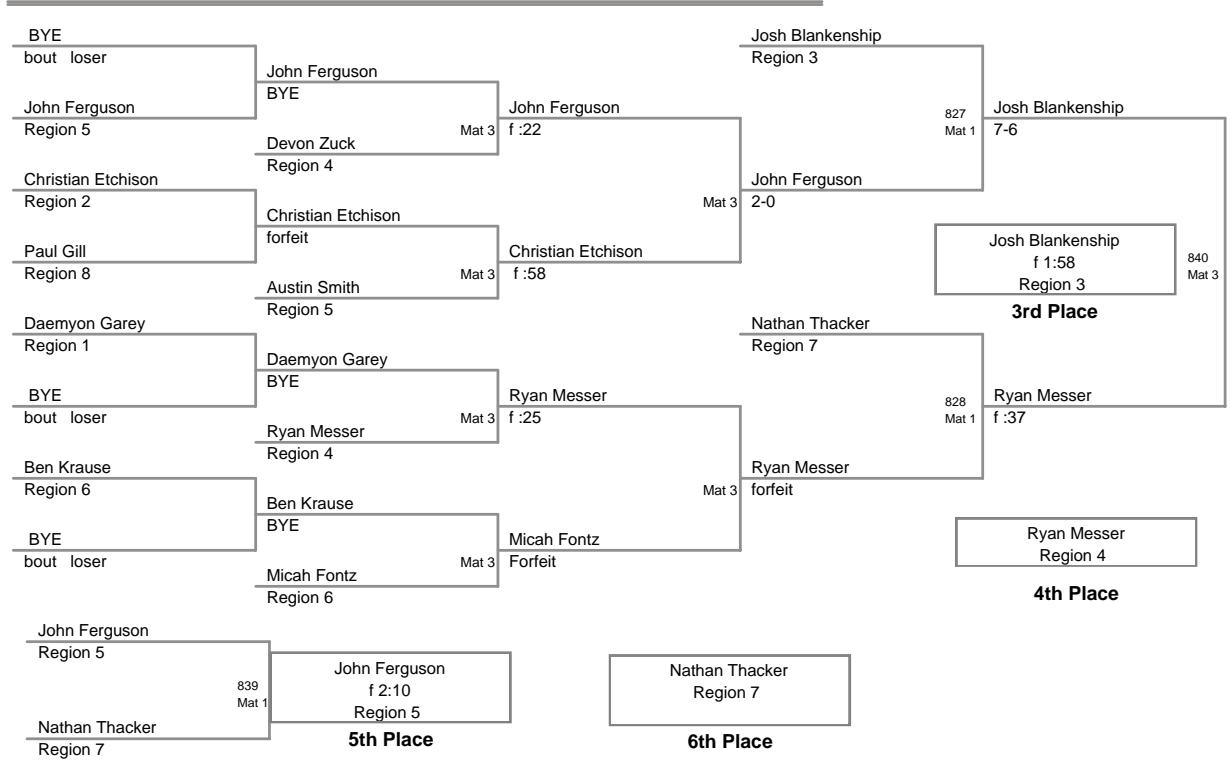 BYE
bout loser
John Ferguson
Region 5
Christian Etchison
Region 2
Paul Gill
Region 8
Daemyon Garey
Region 1
BYE
bout loser
Ben Krause
Region 6
BYE
bout loser
John Ferguson
BYE
Devon Zuck
Region 4
Christian Etchison
forfeit
Austin Smith
Region 5
Daemyon Garey
BYE
Ryan Messer
Region 4
Ben Krause
BYE
Micah Fontz
Region 6
Mat 3
John Ferguson
f :22
Mat 3
Christian Etchison
f :58
Mat 3
Ryan Messer
f :25
Mat 3
Micah Fontz
Forfeit
Josh Blankenship
Region 3
Mat 3
John Ferguson
2-0
Nathan Thacker
Region 7
Mat 3
Ryan Messer
forfeit
827
Mat 1
Josh Blankenship
7-6
828
Mat 1
Ryan Messer
f :37
840
Mat 3
Josh Blankenship
f 1:58
Region 3
3rd Place
Ryan Messer
Region 4
4th Place
John Ferguson
Region 5
Nathan Thacker
Region 7
839
Mat 1
John Ferguson
f 2:10
Region 5
5th Place
Nathan Thacker
Region 7
6th Place